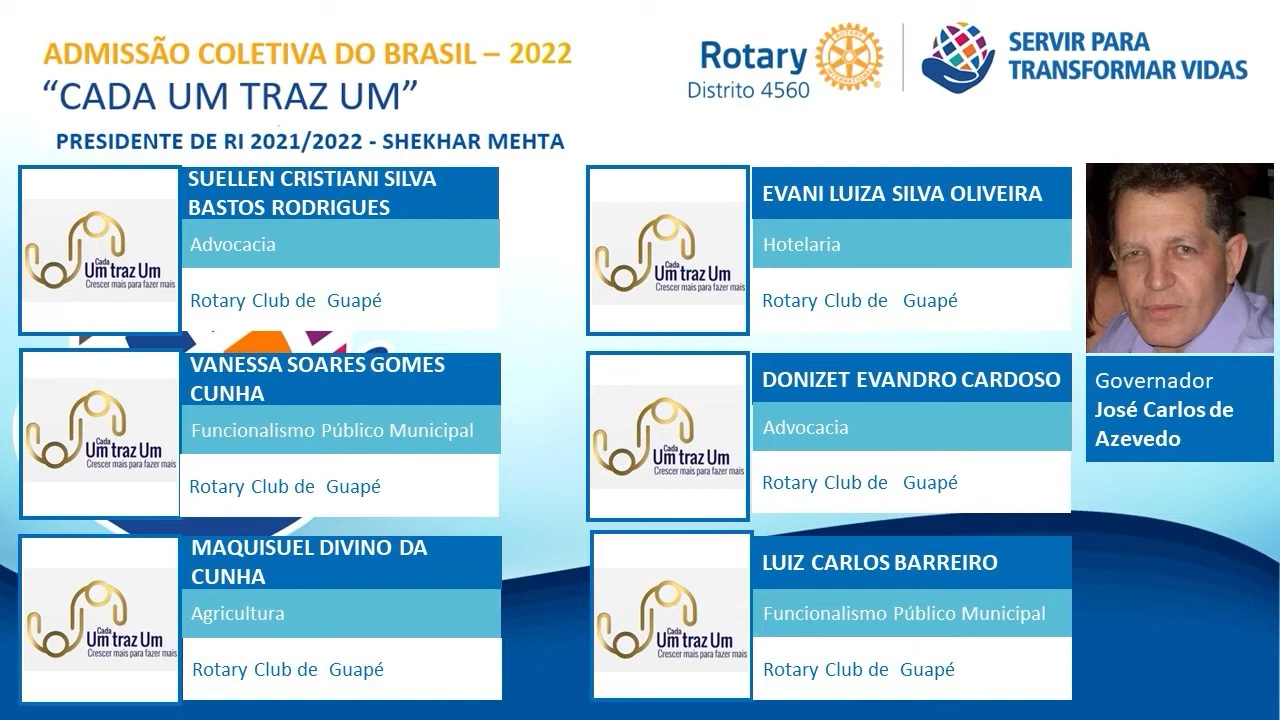 ADMISSÃO COLETIVA DO BRASIL – 2022
“CADA UM TRAZ UM”
PRESIDENTE DE RI 2021/2022 - SHEKHAR MEHTA
Rotary
Distrito 4560
ROTARY
INTERNATIONAL
SERVIR PARA
TRANSFORMAR VIDAS
Cada
Um traz Um
Crescer mais para fazer mais
SUELLEN CRISTIANI SILVA
BASTOS RODRIGUES
Advocacia
Rotary Club de Guapé
Cada
Um traz Um
Crescer mais para fazer mais
EVANI LUIZA SILVA OLIVEIRA
Hotelaria
Rotary Club de Guapé
Cada
Um traz Um
Crescer mais para fazer mais
VANESSA SOARES GOMES
CUNHA
Funcionalismo Público Municipal
Rotary Club de Guapé
Cada
Um traz Um
Crescer mais para fazer mais
DONIZET EVANDRO CARDOSO
Advocacia
Rotary Club de Guapé
Governador
José Carlos de
Azevedo
Cada
Um traz Um
Crescer mais para fazer mais
MAQUISUEL DIVINO DA
CUNHA
Agricultura
Rotary Club de Guapé
Cada
Um traz Um
Crescer mais para fazer mais
LUIZ CARLOS BARREIRO
Funcionalismo Público Municipal
Rotary Club de Guapé